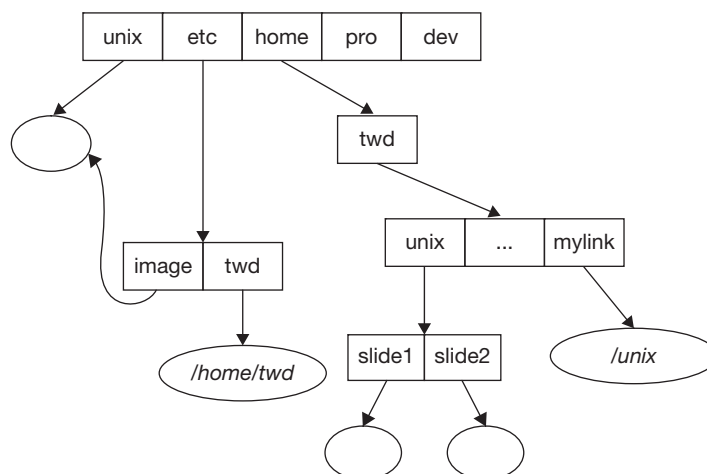 unix etc home pro dev
twd
unix ... mylink
image twd
slide1 slide2
/home/twd
/unix